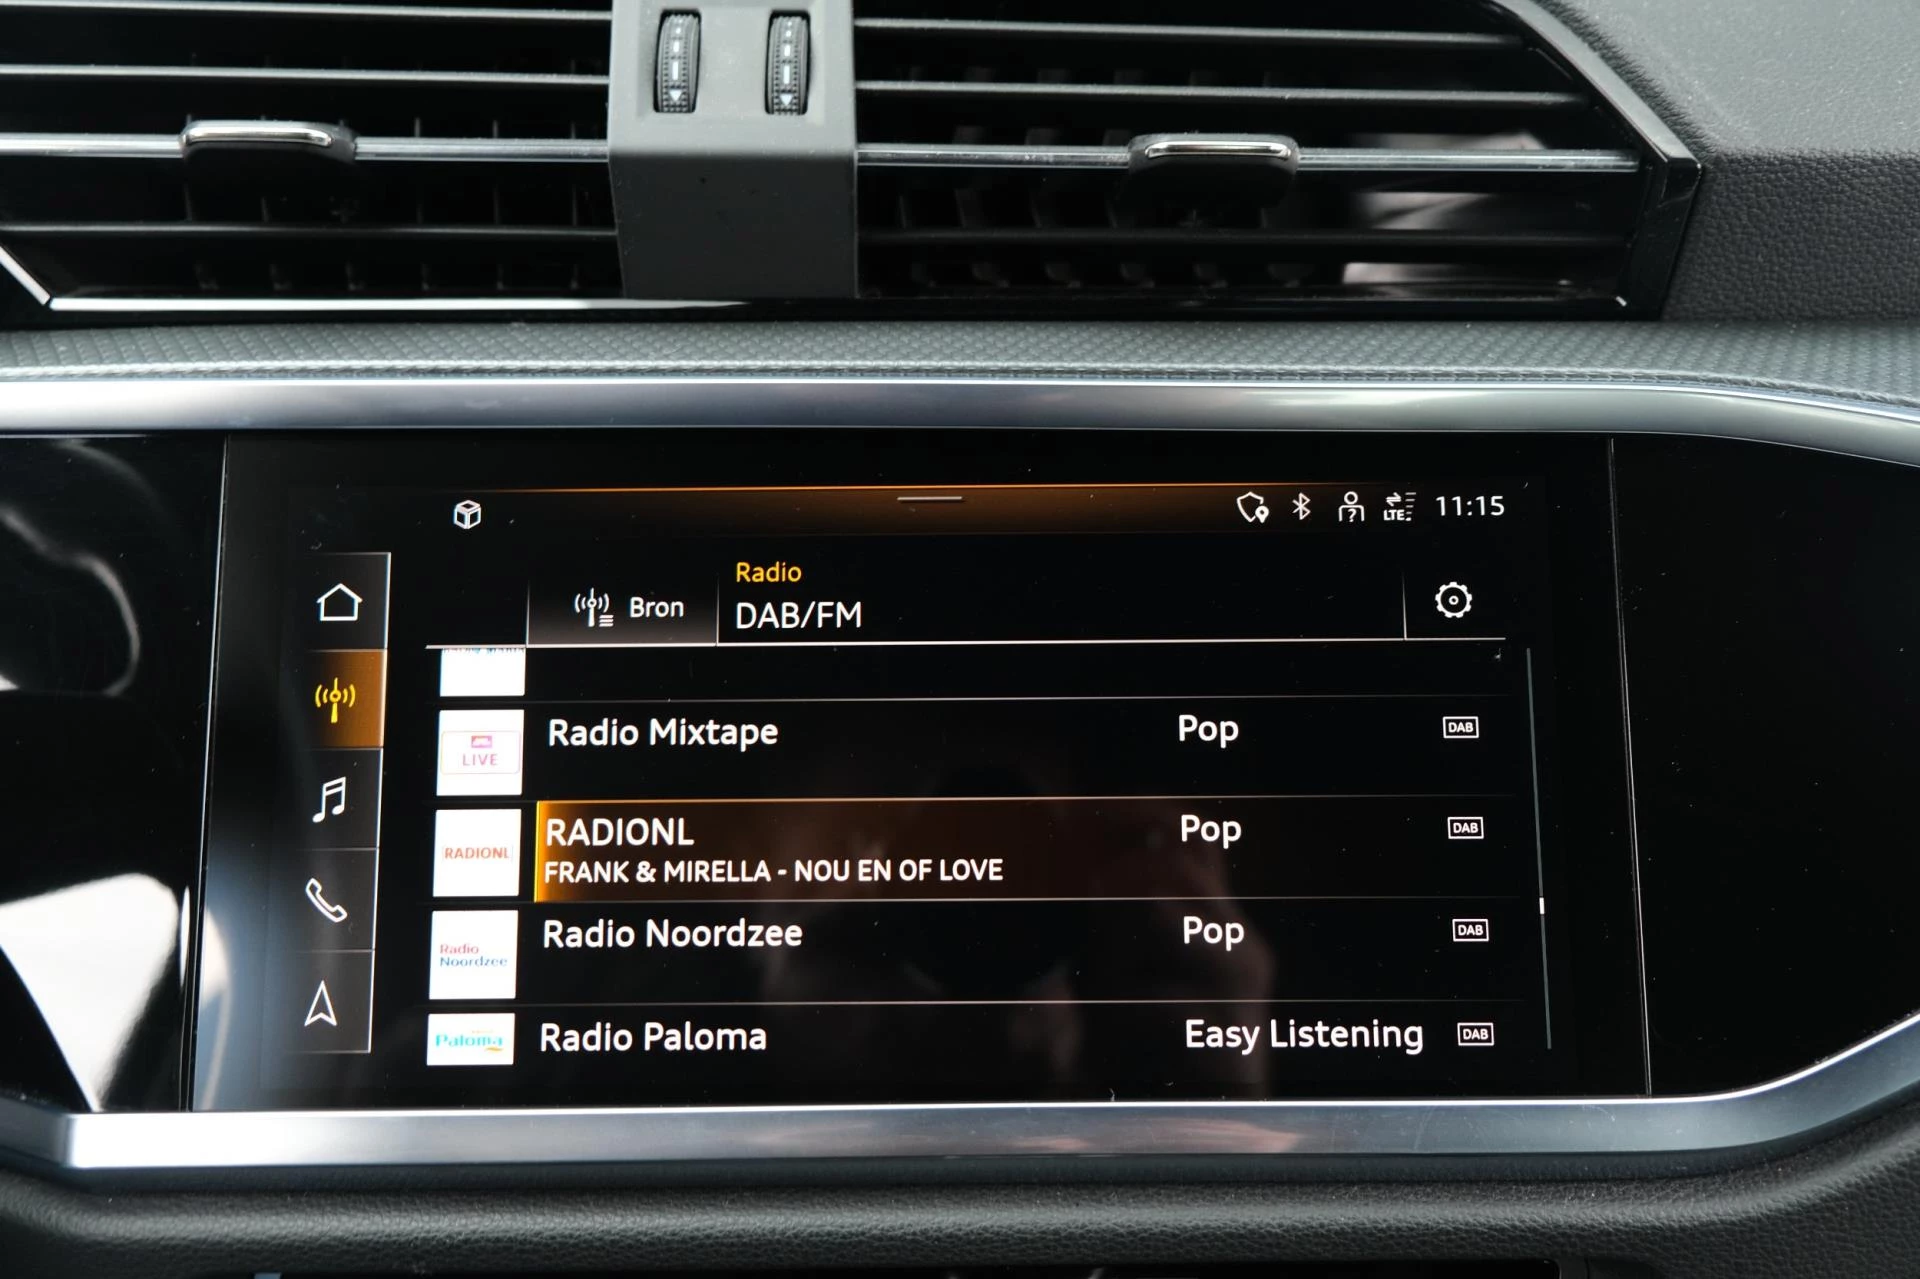 LTE
11:15
Radio
Bron
DAB/FM
LIVE
Radio Mixtape
Pop
DAB
RADIONL
RADIONL
Pop
DAB
FRANK & MIRELLA - NOU EN OF LOVE
Radio
Noordzee
Radio Noordzee
Pop
DAB
Paloma
Radio Paloma
Easy Listening
DAB